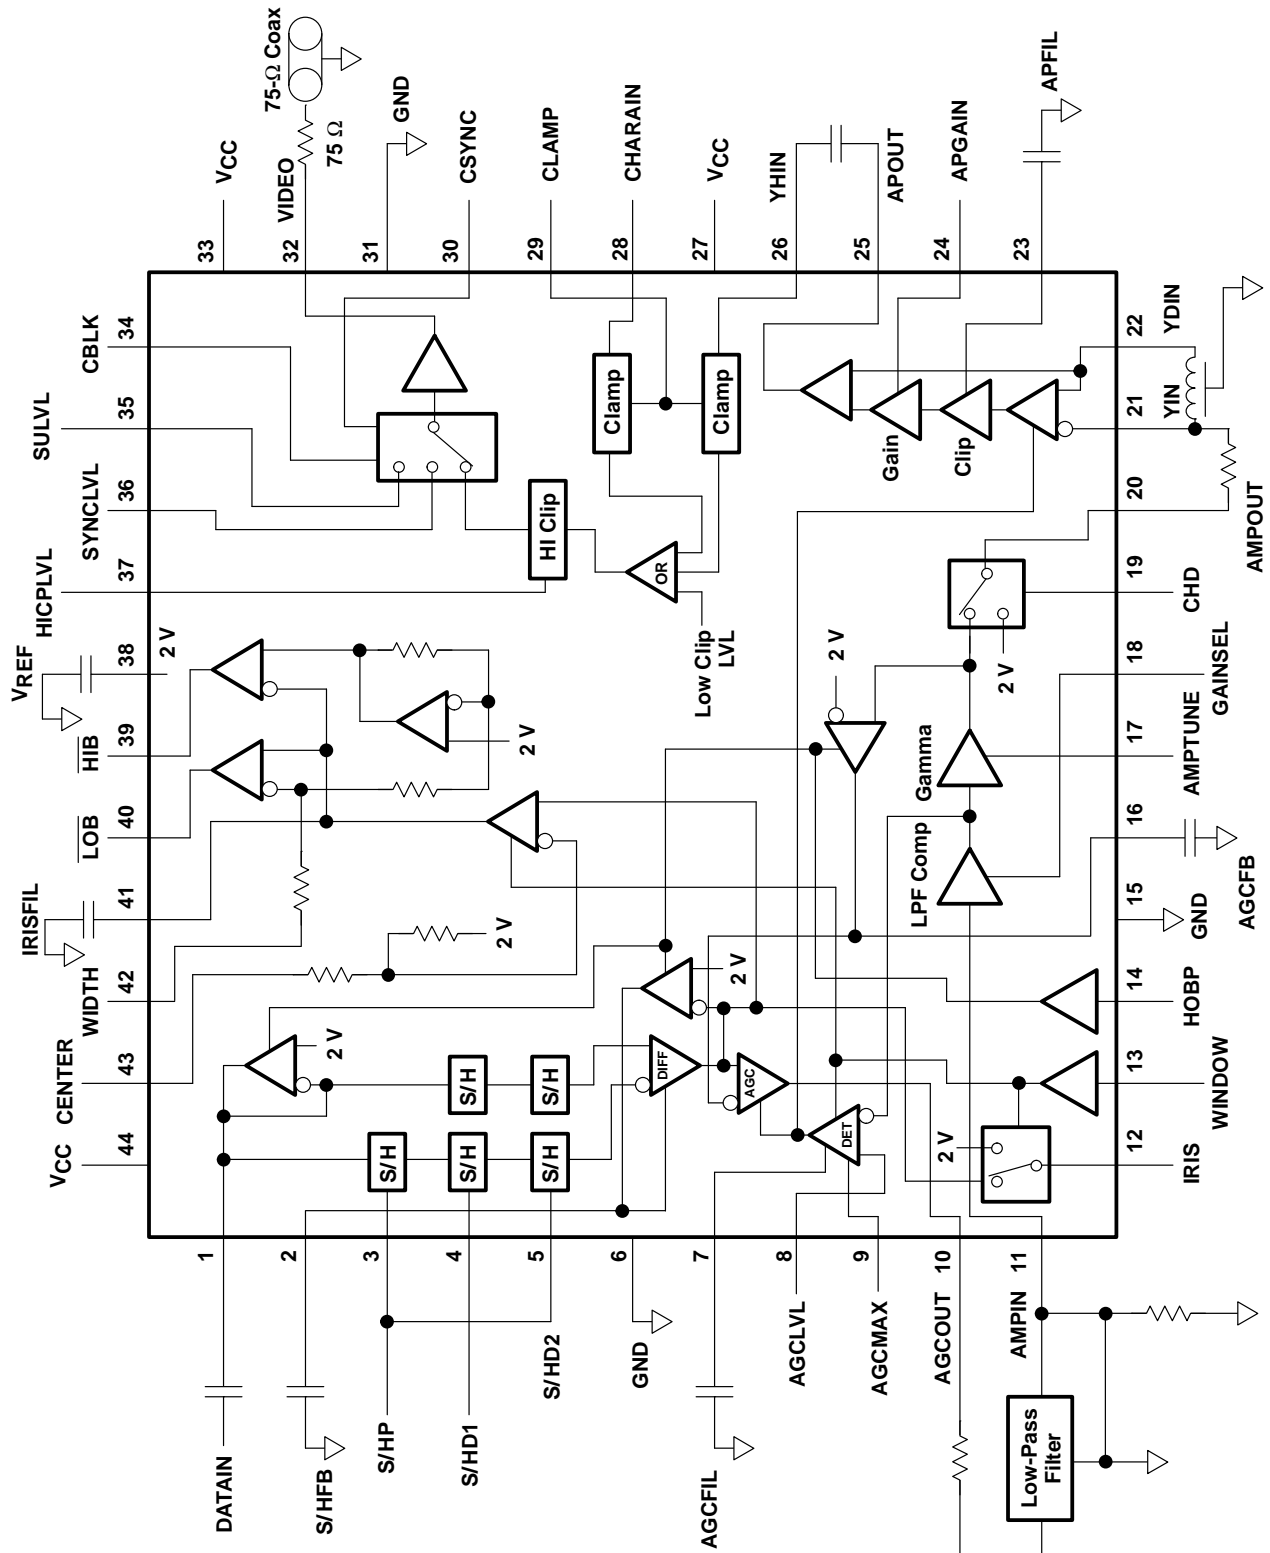 75-Ω Coax
75 Ω
VCC
VIDEO
GND
CSYNC
CLAMP
CHARAIN
VCC
YHIN
APOUT
APGAIN
APFIL
33
32
31
30
29
28
27
26
25
24
23
CBLK
34
SULVL
35
SYNCLVL
36
HICPLVL
37
VREF
38
2 V
HIB
39
LOB
40
IRISFIL
41
WIDTH
42
CENTER
43
VCC
44
22
YDIN
21
YIN
20
AMPOUT
19
CHD
18
GAINSEL
17
AMPTUNE
16
AGCFB
15
GND
14
HOBP
13
WINDOW
12
IRIS
Clamp
Clamp
Gain
Clip
HI Clip
OR
Low Clip
LVL
2 V
2 V
2 V
Gamma
LPF Comp
2 V
2 V
2 V
S/H
S/H
S/H
S/H
S/H
DIFF
AGC
DET
2 V
1
2
3
4
5
6
7
8
9
10
11
DATAIN
S/HFB
S/HP
S/HD1
S/HD2
GND
AGCFIL
AGCLVL
AGCMAX
AGCOUT
AMPIN
Low-Pass
Filter